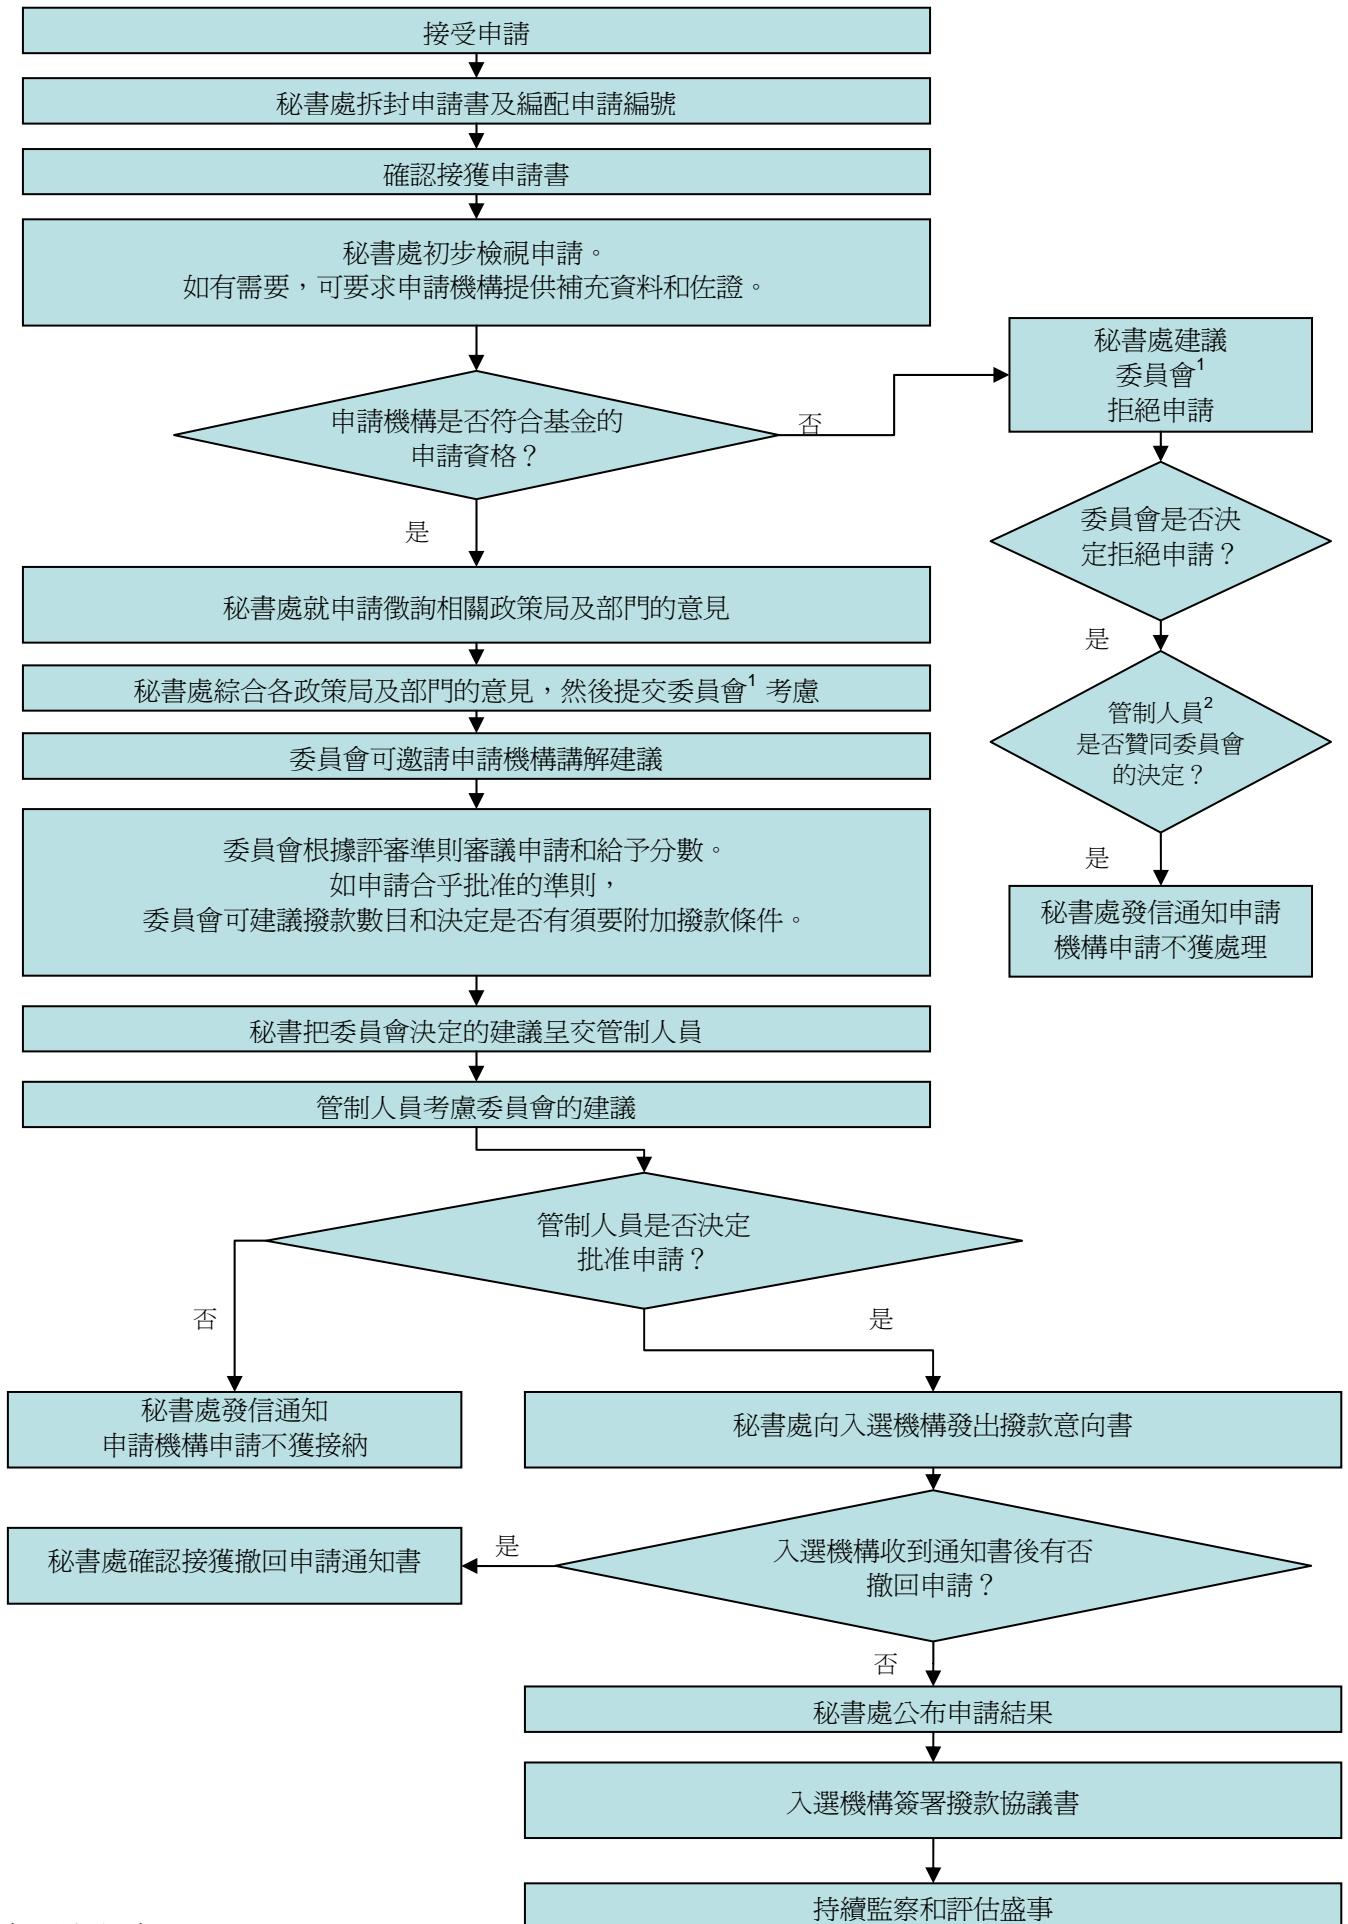 接受申請
秘書處拆封申請書及編配申請編號
確認接獲申請書
秘書處初步檢視申請。
如有需要，可要求申請機構提供補充資料和佐證。
申請機構是否符合基金的
申請資格？
否
秘書處建議
委員會1
拒絕申請
委員會是否決
定拒絕申請？
是
管制人員2
是否贊同委員會
的決定？
是
秘書處發信通知申請
機構申請不獲處理
是
秘書處就申請徵詢相關政策局及部門的意見
秘書處綜合各政策局及部門的意見，然後提交委員會1 考慮
委員會可邀請申請機構講解建議
委員會根據評審準則審議申請和給予分數。
如申請合乎批准的準則，
委員會可建議撥款數目和決定是否有須要附加撥款條件。
秘書把委員會決定的建議呈交管制人員
管制人員考慮委員會的建議
管制人員是否決定
批准申請？
否
是
秘書處發信通知
申請機構申請不獲接納
秘書處向入選機構發出撥款意向書
入選機構收到通知書後有否
撤回申請？
是
秘書處確認接獲撤回申請通知書
否
秘書處公布申請結果
入選機構簽署撥款協議書
持續監察和評估盛事